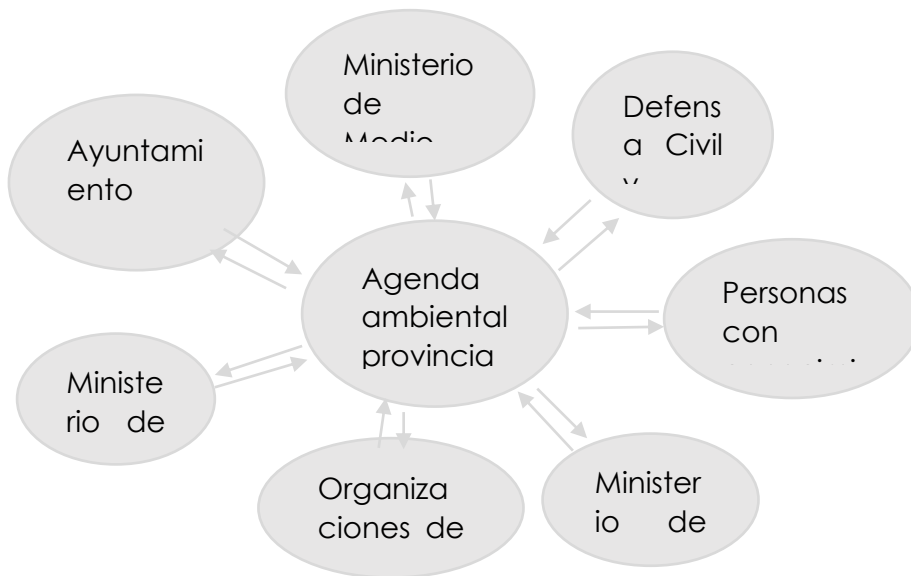 Ministerio
de
Medio
Defens
a Civil
y
Ayuntami
ento
Agenda
ambiental
provincia
Personas
con
Ministe
rio de
Organiza
ciones de
Minister
io de